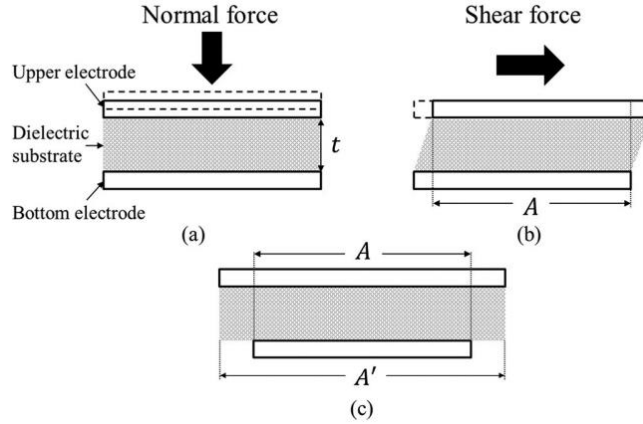 Normal force
Shear force
Upper electrode
Dielectric
substrate
Bottom electrode
t
A
(a)
(b)
A
A′
(c)